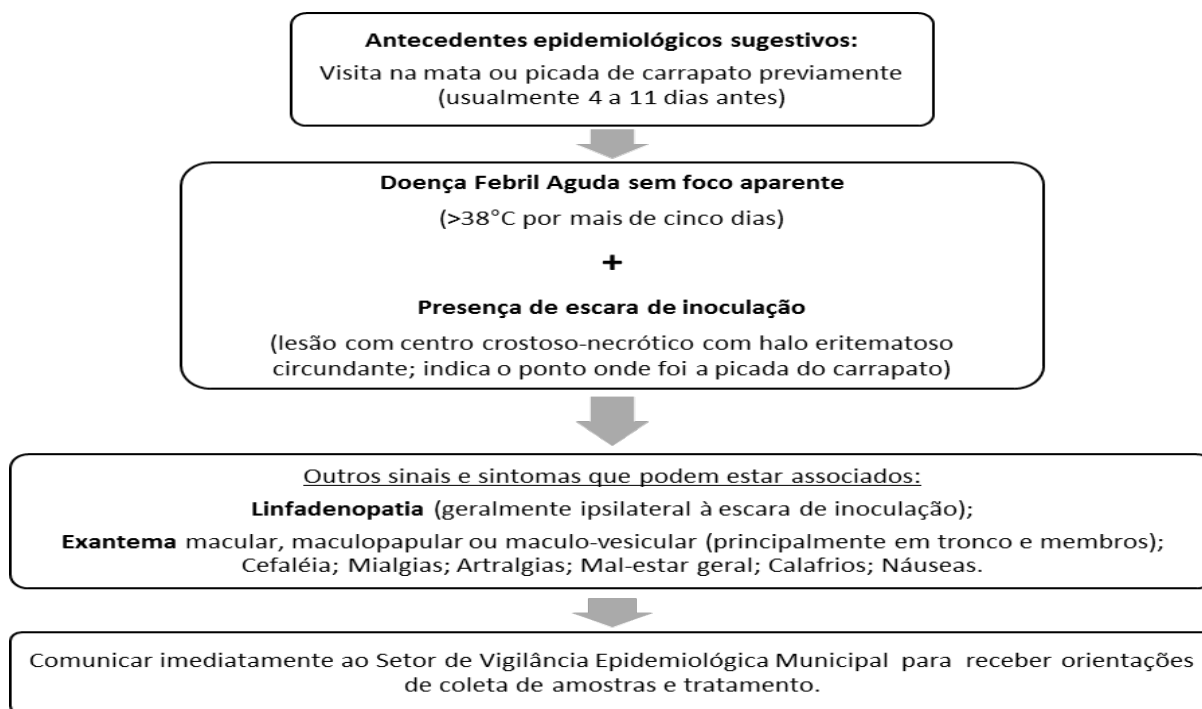 Antecedentes epidemiológicos sugestivos:
Visita na mata ou picada de carrapato previamente
(usualmente 4 a 11 dias antes)
Doença Febril Aguda sem foco aparente
(>38°C por mais de cinco dias)
+
Presença de escara de inoculação
(lesão com centro crostoso-necrótico com halo eritematoso
circundante; indica o ponto onde foi a picada do carrapato)
Outros sinais e sintomas que podem estar associados:
Linfadenopatia (geralmente ipsilateral à escara de inoculação);
Exantema macular, maculopapular ou maculo-vesicular (principalmente em tronco e membros);
Cefaléia; Mialgias; Artralgias; Mal-estar geral; Calafrios; Náuseas.
Comunicar imediatamente ao Setor de Vigilância Epidemiológica Municipal para receber orientações
de coleta de amostras e tratamento.